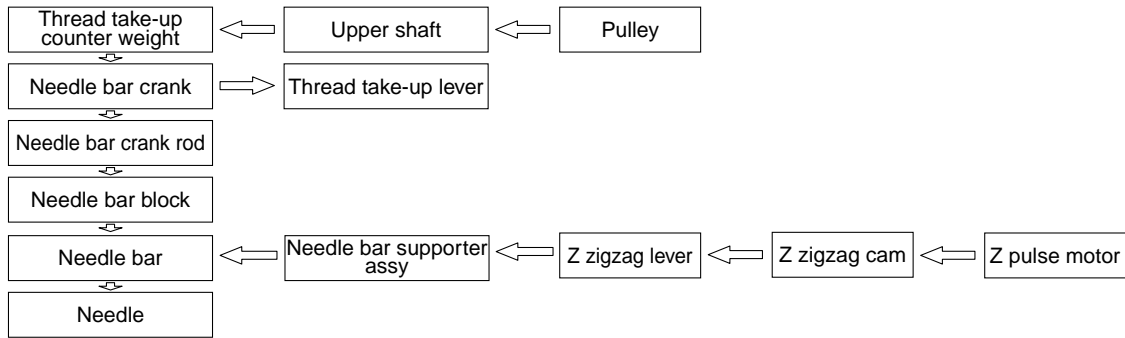 Thread take-up
counter weight
Upper shaft
Pulley
Needle bar crank
Thread take-up lever
Needle bar crank rod
Needle bar block
Needle bar
Needle bar supporter
assy
Z zigzag lever
Z zigzag cam
Z pulse motor
Needle